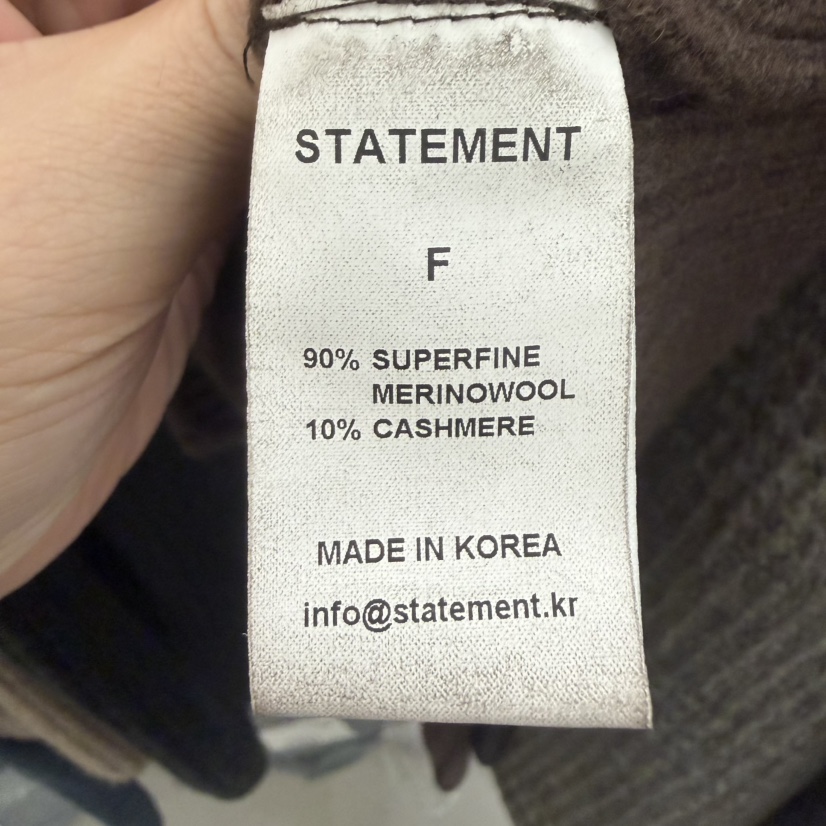 STATEMENT
F
90% SUPERFINE
MERINOWOOL
10% CASHMERE
MADE IN KOREA
info@statement.kr